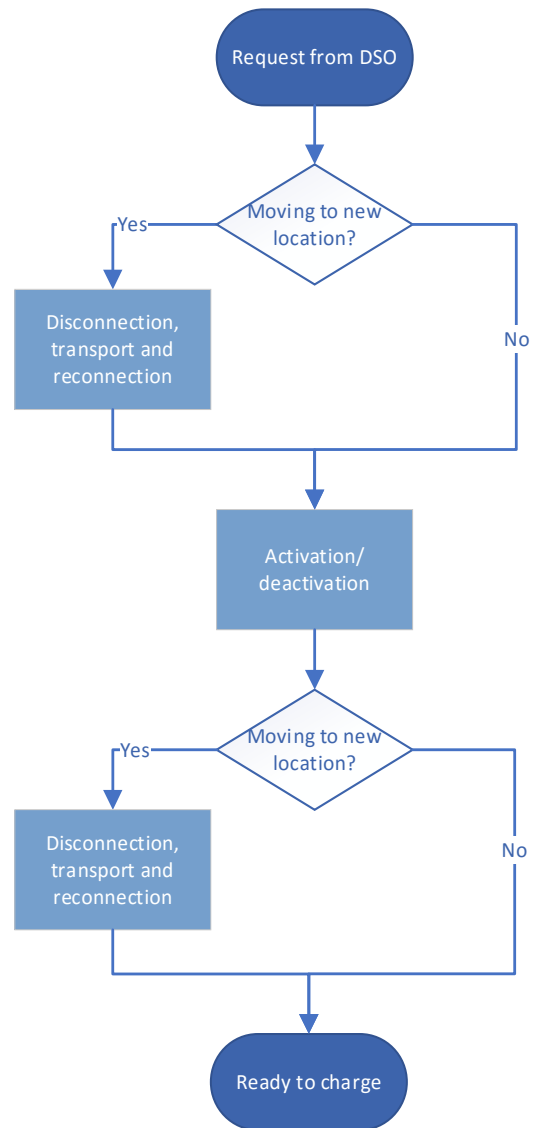 Request from DSO
Moving to new
location?
Yes
Disconnection,
transport and
reconnection
No
Activation/
deactivation
Moving to new
location?
Yes
Disconnection,
transport and
reconnection
No
Ready to charge